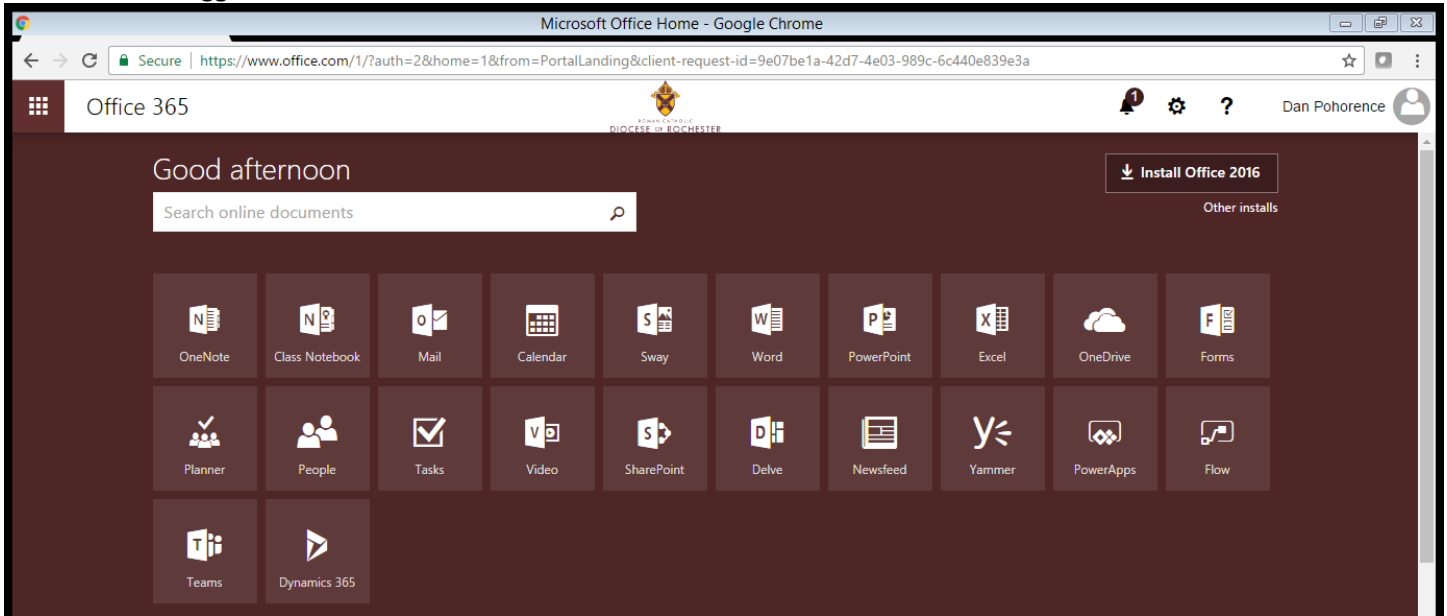 Microsoft Office Home - Google Chrome
Secure | https://www.office.com/1/?auth=2&home=1&from=PortalLanding&client-request-id=9e07be1a-42d7-4e03-989c-6c440e839e3a
Office 365
ROMAN CATHOLIC
DIOCESE OF ROCHESTER
1
?
Dan Pohorence
Good afternoon
Install Office 2016
Search online documents
Other installs
OneNote Class Notebook Mail Calendar Sway Word PowerPoint Excel OneDrive Forms
Planner People Tasks Video SharePoint Delve Newsfeed Yammer PowerApps Flow
Teams Dynamics 365